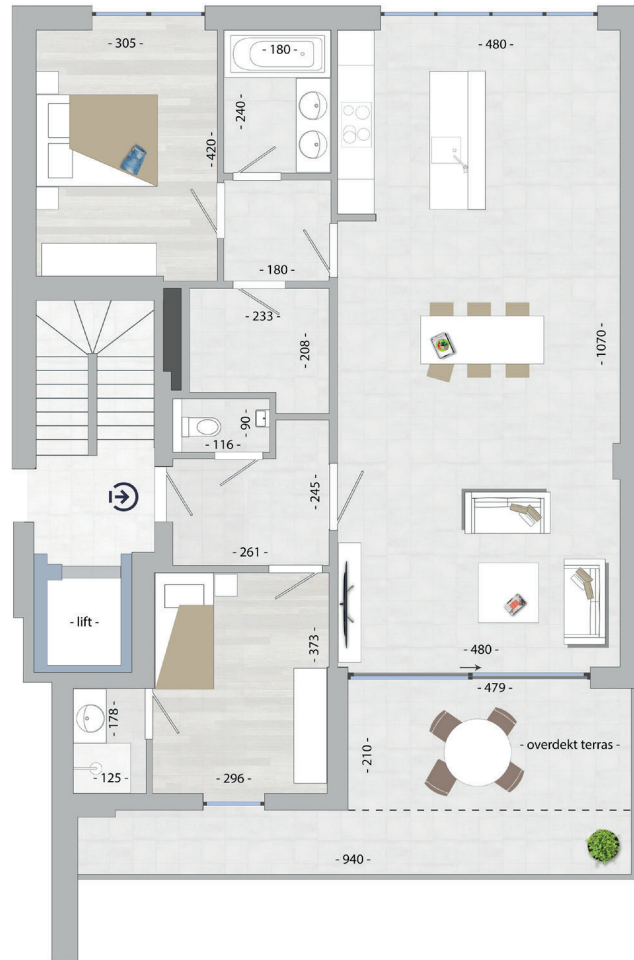 - 305 -
- 180 -
- 480 -
- 240 -
- 420 -
- 180 -
- 233 -
- 208 -
- 1070 -
- 90 -
- 116 -
- 245 -
- 261 -
- lift -
- 373 -
- 480 -
- 479 -
- 178 -
- 210 -
- overdekt terras -
- 125 -
- 296 -
- 940 -